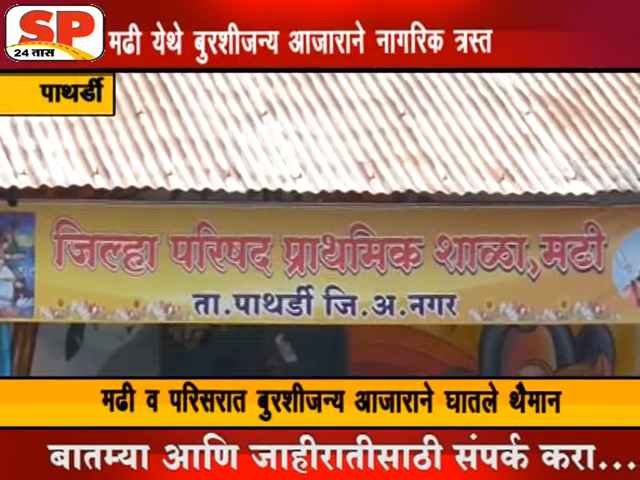 SP
24 तास
मढी येथे बुरशीजन्य आजाराने नागरिक त्रस्त
पाथर्डी
जिल्हा परिषद प्राथमिक शाळा, मढी
ता.पाथर्डी जि.अ.नगर
मढी व परिसरात बुरशीजन्य आजाराने घातले थैमान
बातम्या आणि जाहीरातीसाठी संपर्क करा...